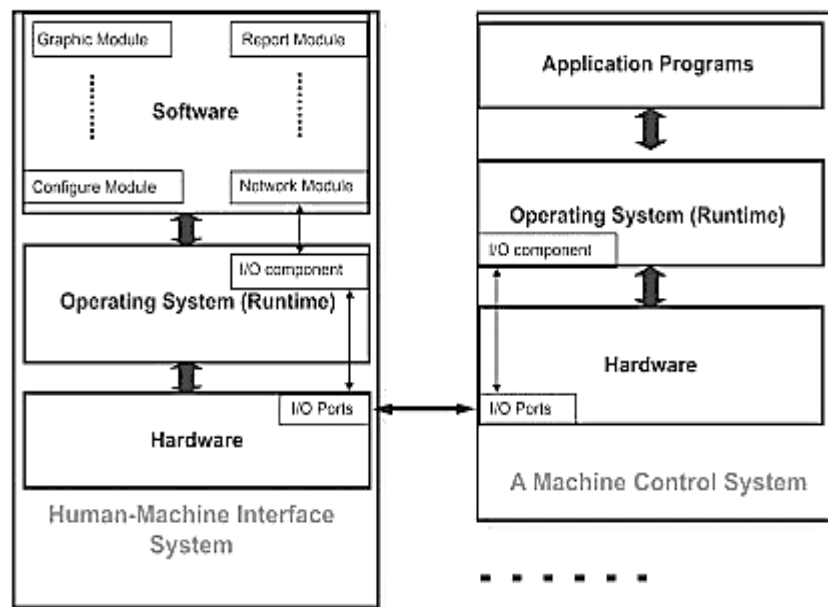 Graphic Module
Report Module
Software
Configure Module
Network Module
I/O component
Operating System (Runtime)
I/O Ports
Hardware
Human-Machine Interface
System
Application Programs
Operating System (Runtime)
I/O component
Hardware
I/O Ports
A Machine Control System